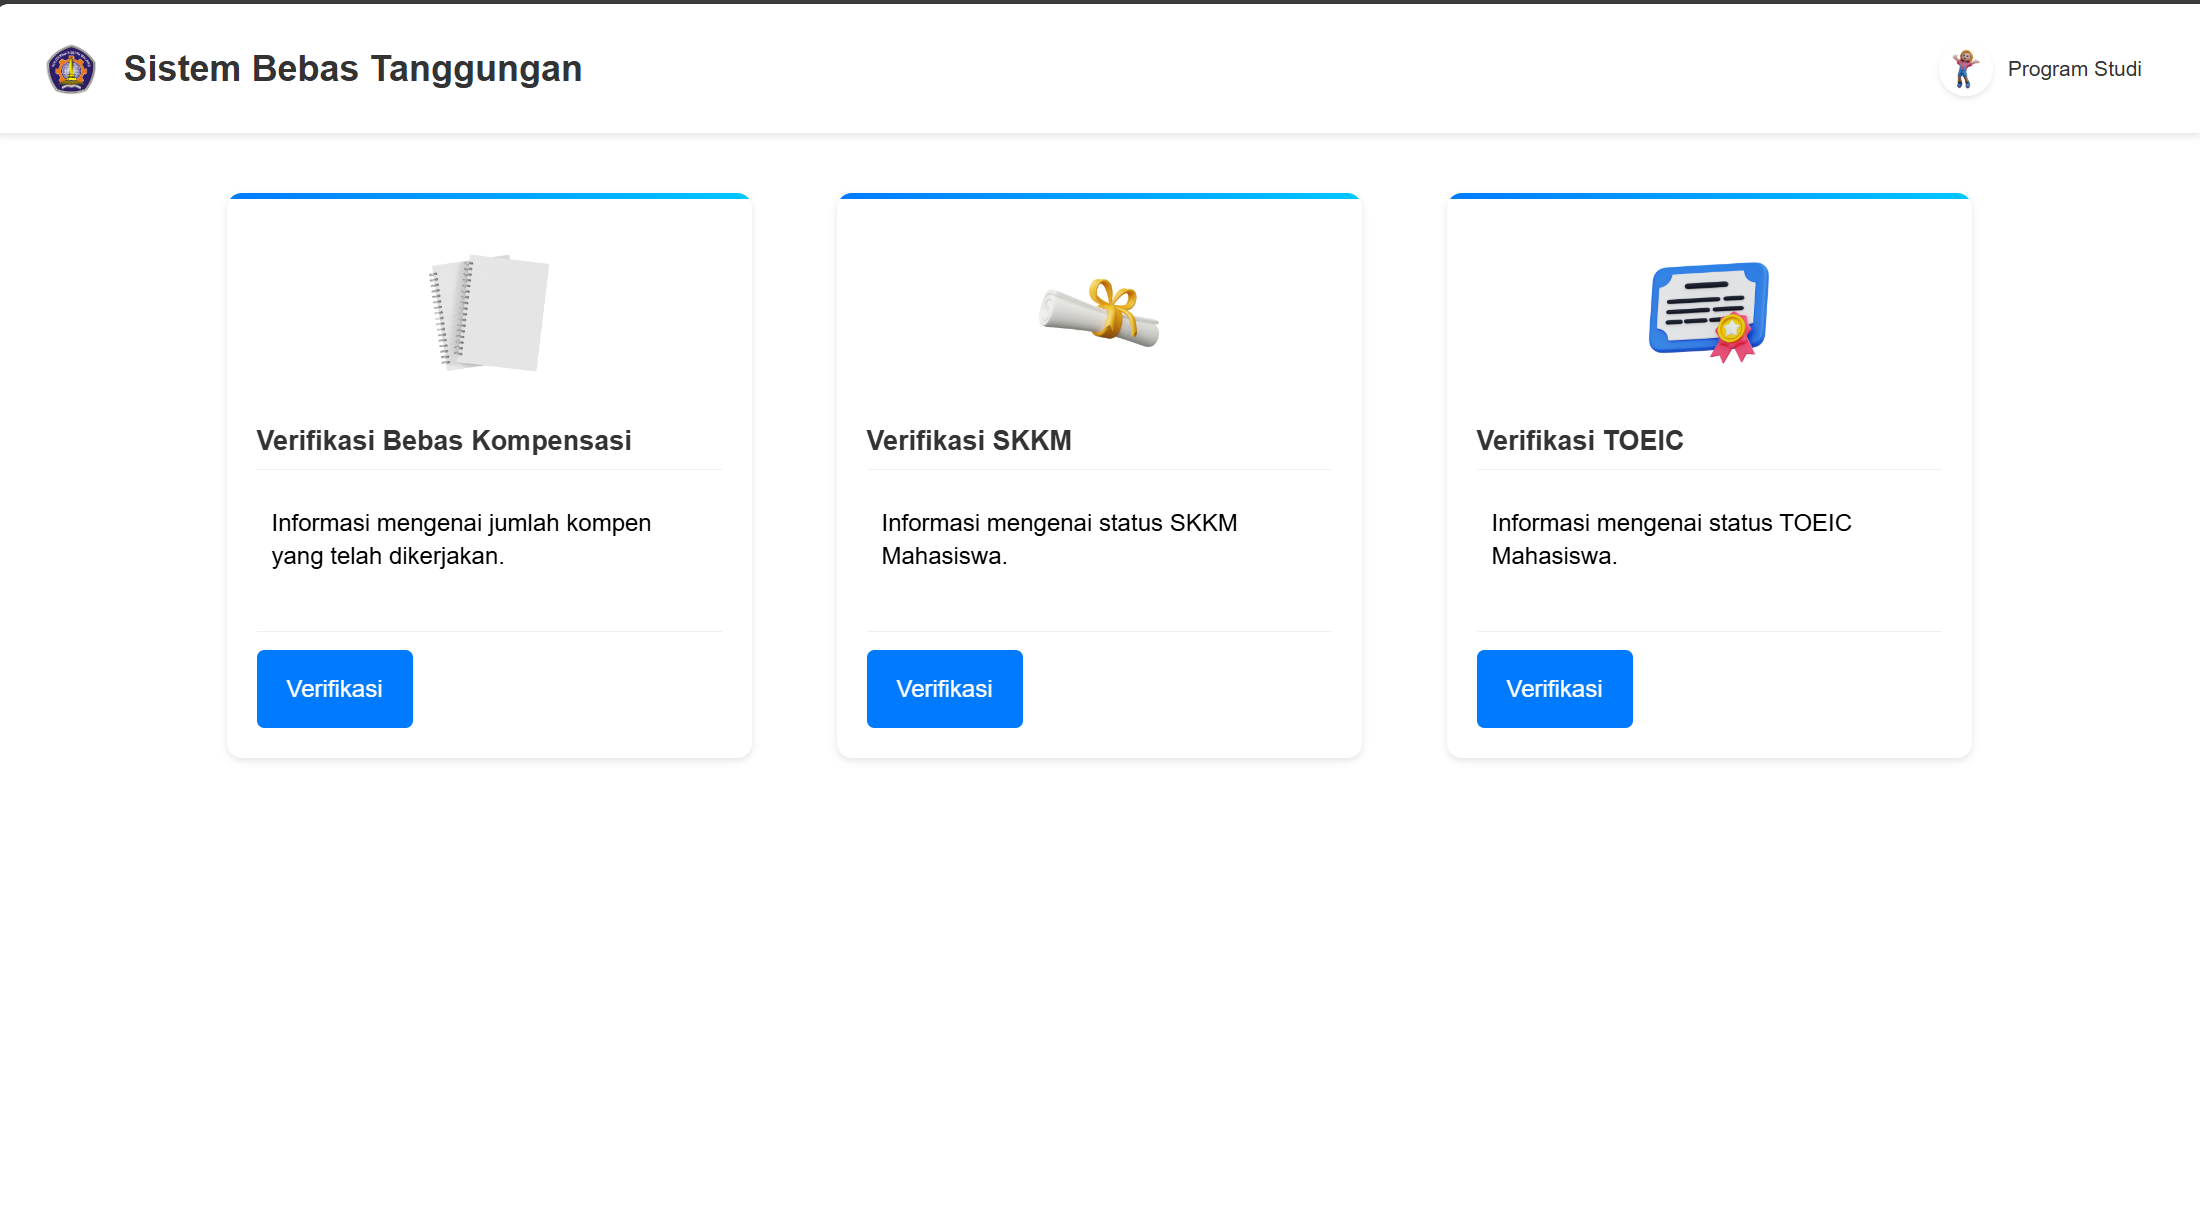 Sistem Bebas Tanggungan
Program Studi
Verifikasi Bebas Kompensasi
Informasi mengenai jumlah kompen
yang telah dikerjakan.
Verifikasi
Verifikasi SKKM
Informasi mengenai status SKKM
Mahasiswa.
Verifikasi
Verifikasi TOEIC
Informasi mengenai status TOEIC
Mahasiswa.
Verifikasi